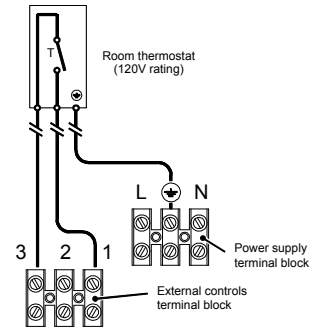 T
Room thermostat
(120V rating)
L N
3 2 1
Power supply
terminal block
External controls
terminal block